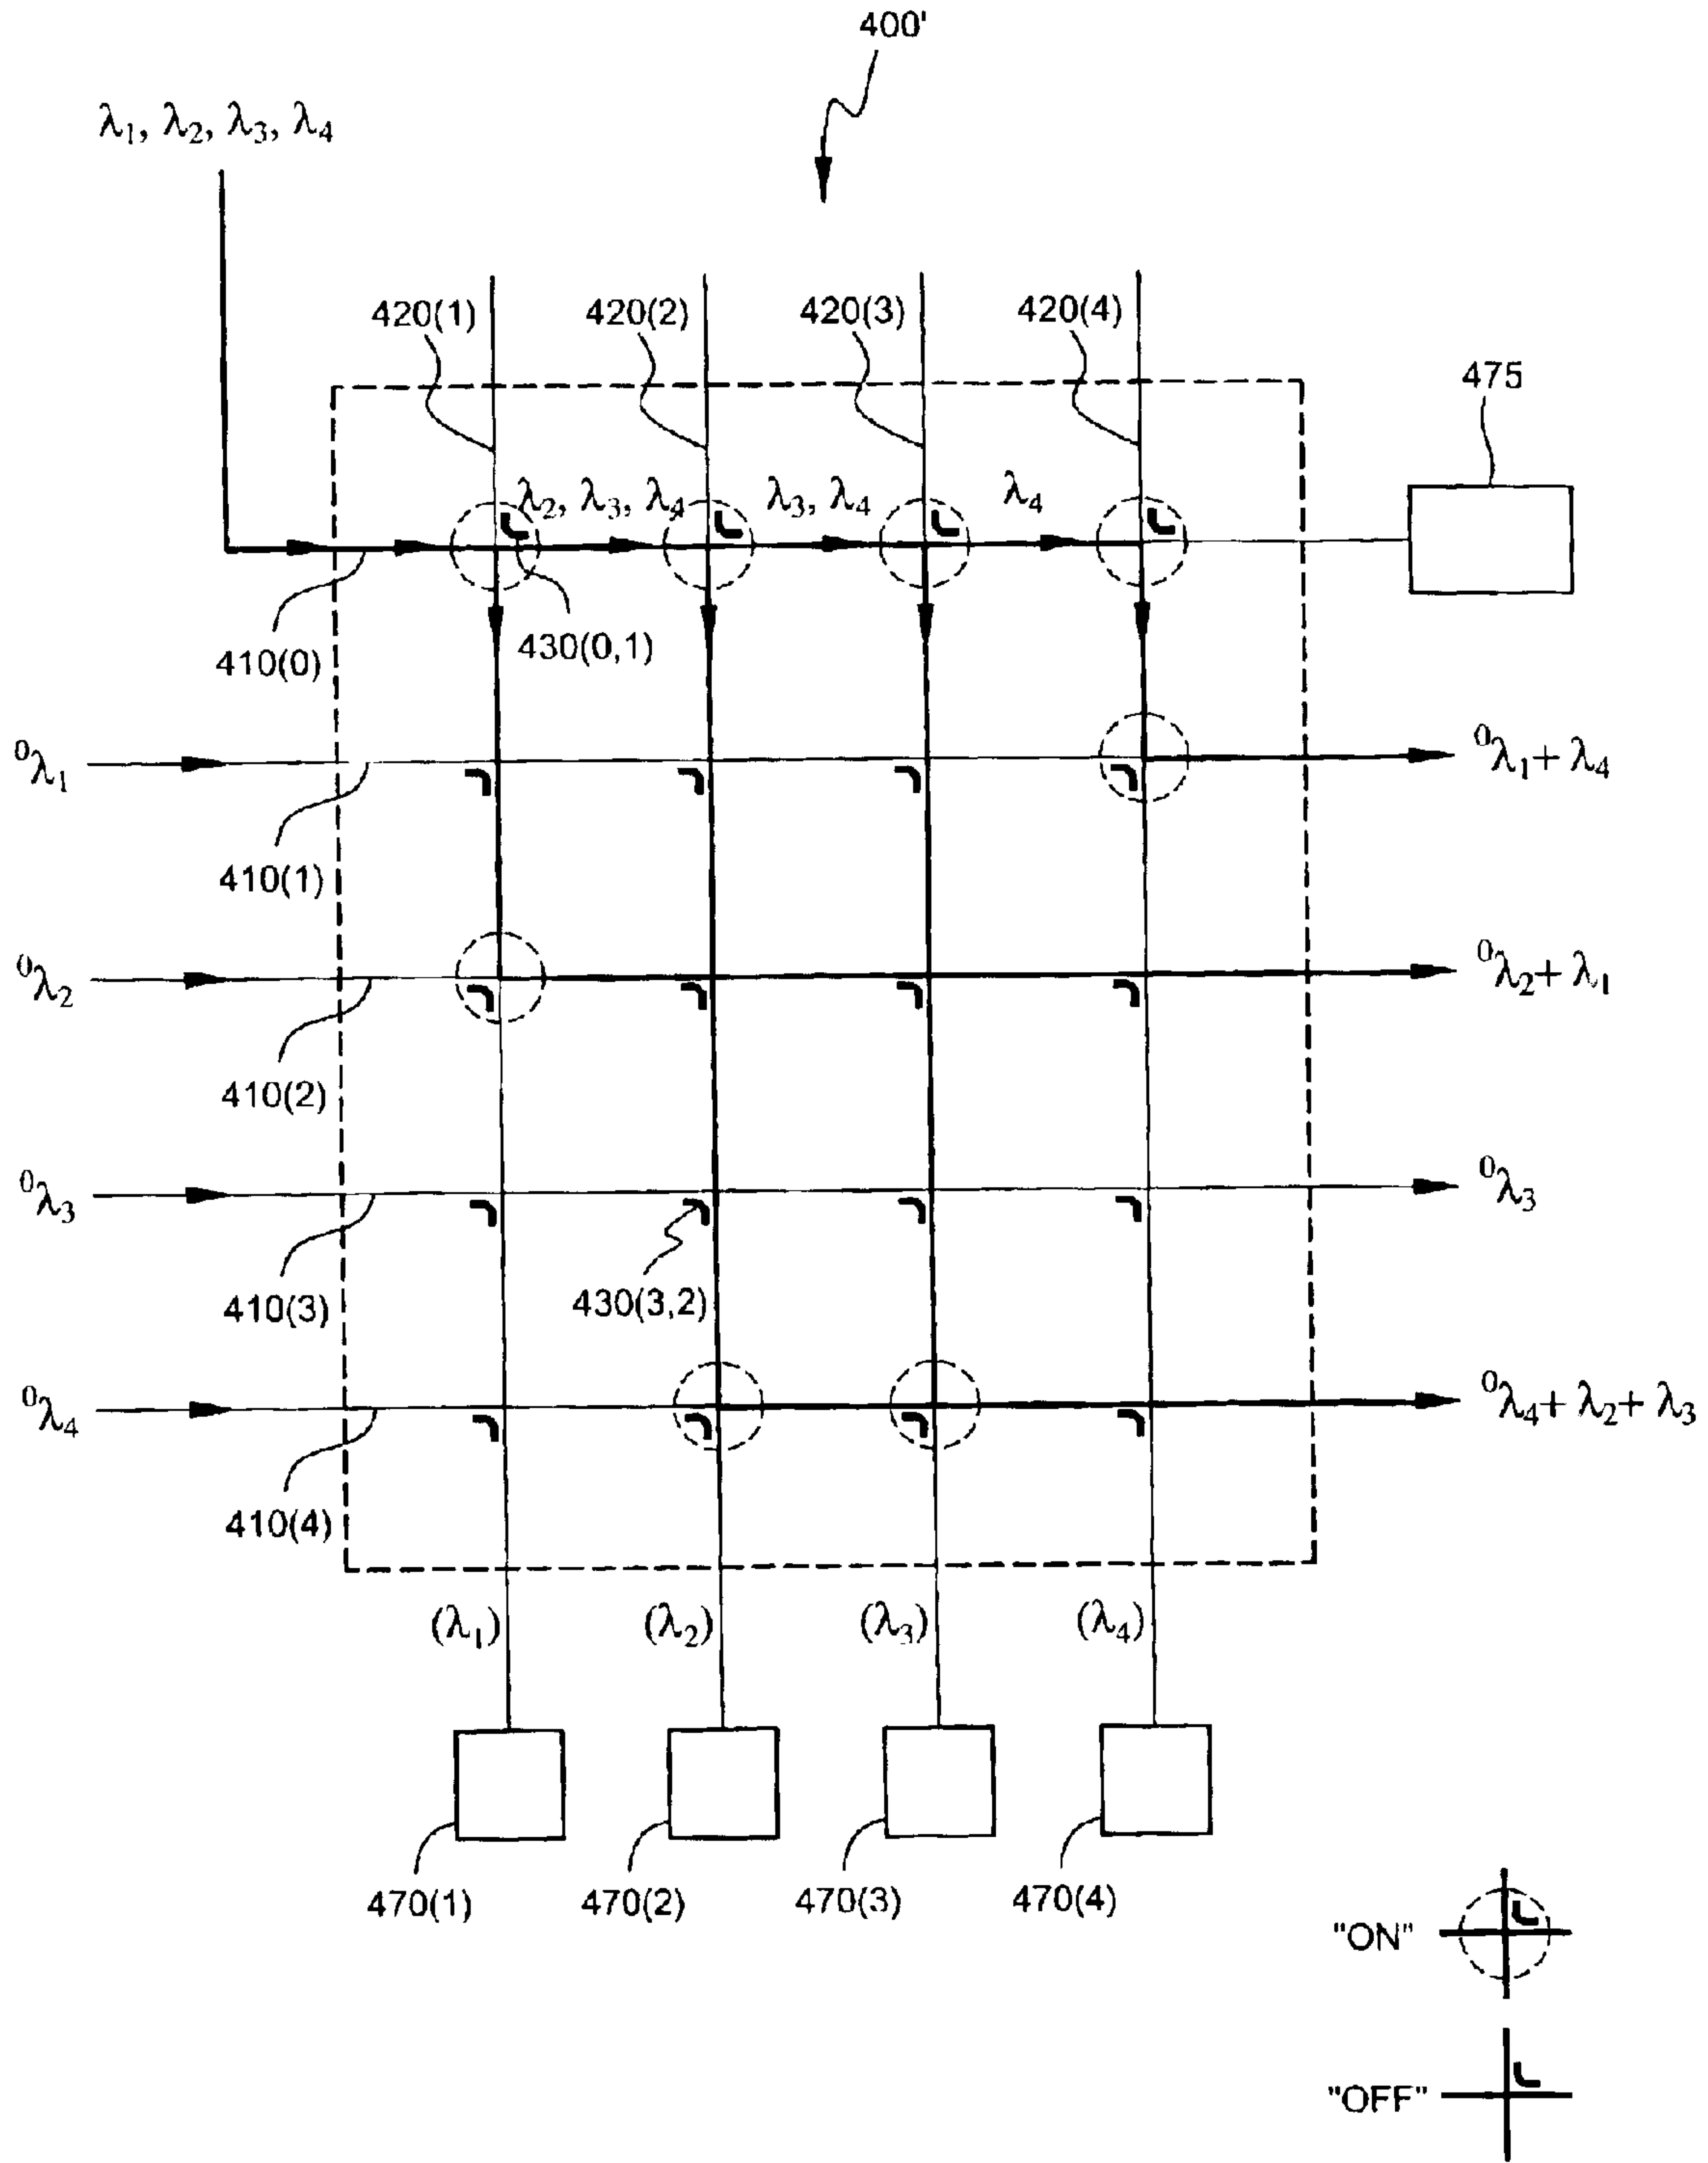 400'
λ₁, λ₂, λ₃, λ₄
420(1) 420(2) 420(3) 420(4)
475
λ₂, λ₃, λ₄ λ₃, λ₄ λ₄
430(0,1)
410(0)
⁰λ₁ ⁰λ₁+ λ₄
410(1)
⁰λ₂ ⁰λ₂+ λ₁
410(2)
⁰λ₃ ⁰λ₃
410(3) 430(3,2)
⁰λ₄ ⁰λ₄+ λ₂+ λ₃
410(4)
(λ₁) (λ₂) (λ₃) (λ₄)
470(1) 470(2) 470(3) 470(4)
"ON"
"OFF"